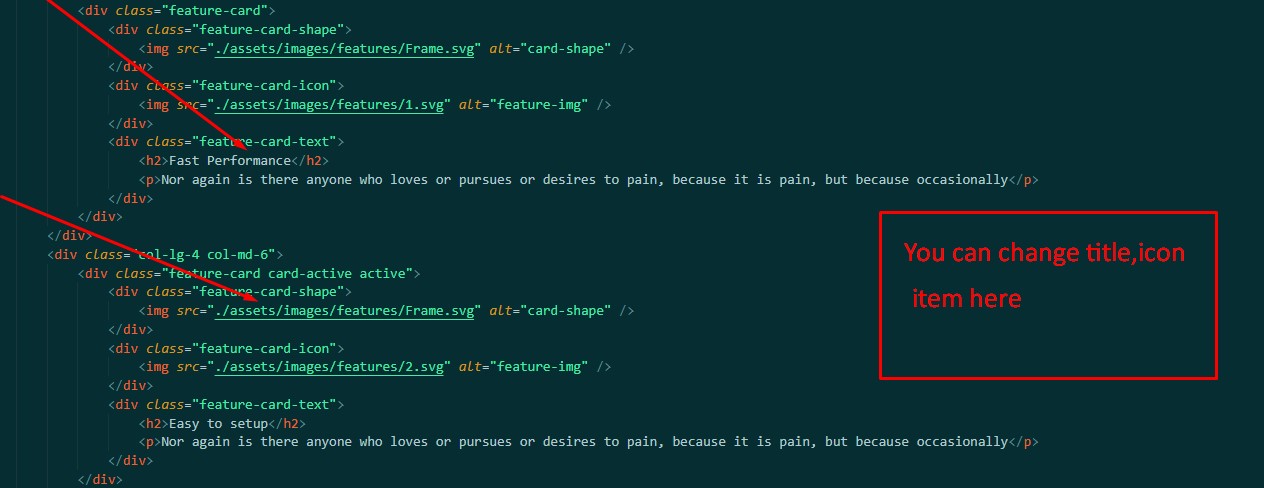 <div class="feature-card">
<div class="feature-card-shape">
<img src="./assets/images/features/Frame.svg" alt="card-shape" />
</div>
<div class="feature-card-icon">
<img src="./assets/images/features/1.svg" alt="feature-img" />
</div>
<div class="feature-card-text">
<h2>Fast Performance</h2>
<p>Nor again is there anyone who loves or pursues or desires to pain, because it is pain, but because occasionally</p>
</div>
</div>
</div>
<div class="col-lg-4 col-md-6">
<div class="feature-card card-active active">
<div class="feature-card-shape">
<img src="./assets/images/features/Frame.svg" alt="card-shape" />
</div>
<div class="feature-card-icon">
<img src="./assets/images/features/2.svg" alt="feature-img" />
</div>
<div class="feature-card-text">
<h2>Easy to setup</h2>
<p>Nor again is there anyone who loves or pursues or desires to pain, because it is pain, but because occasionally</p>
</div>
</div>
You can change title,icon
item here